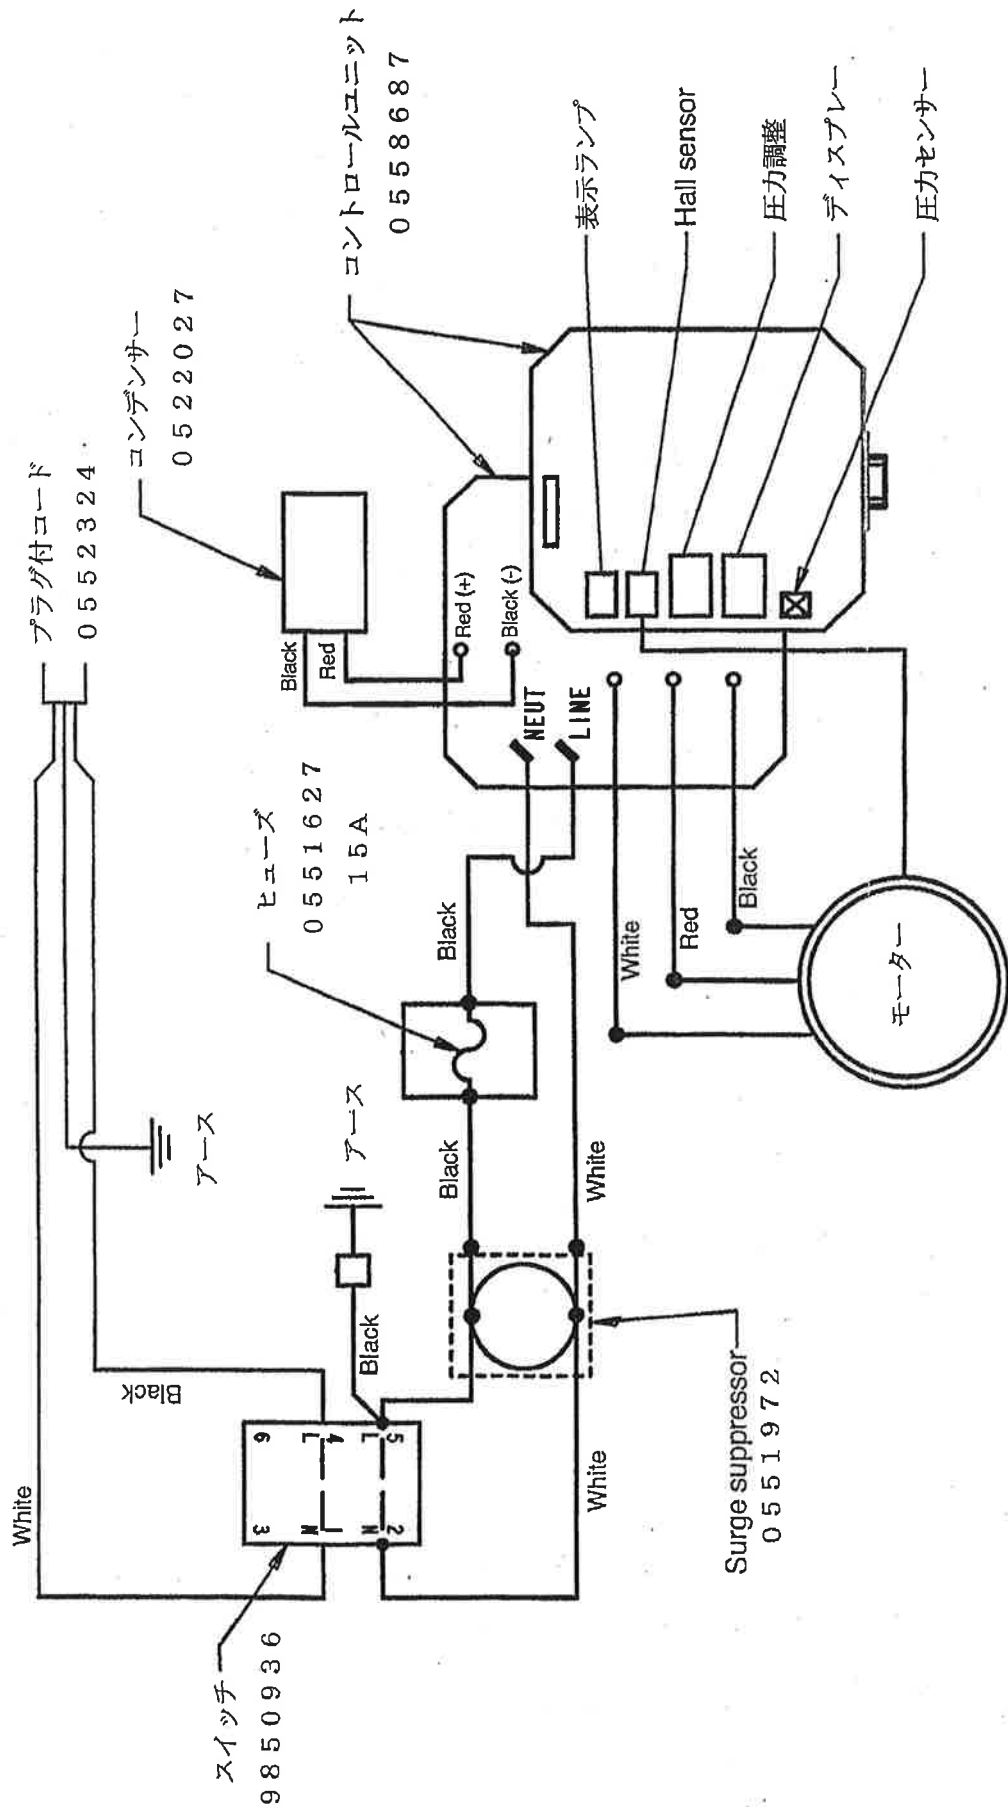 プラグ付コード
0552324
コンデンサー
0522027
コントロールユニット
0558687
White
Black
アース
ヒューズ
0551627
15A
Black
Red
Red (+)
Black (-)
NEUT
LINE
表示ランプ
Hall sensor
圧力調整
ディスプレー
圧力センサー
スイッチ
9850936
3
6
N
L
1
4
N
L
2
5
Black
アース
Black
Black
White
White
Surge suppressor
0551972
White
Red
Black
モーター